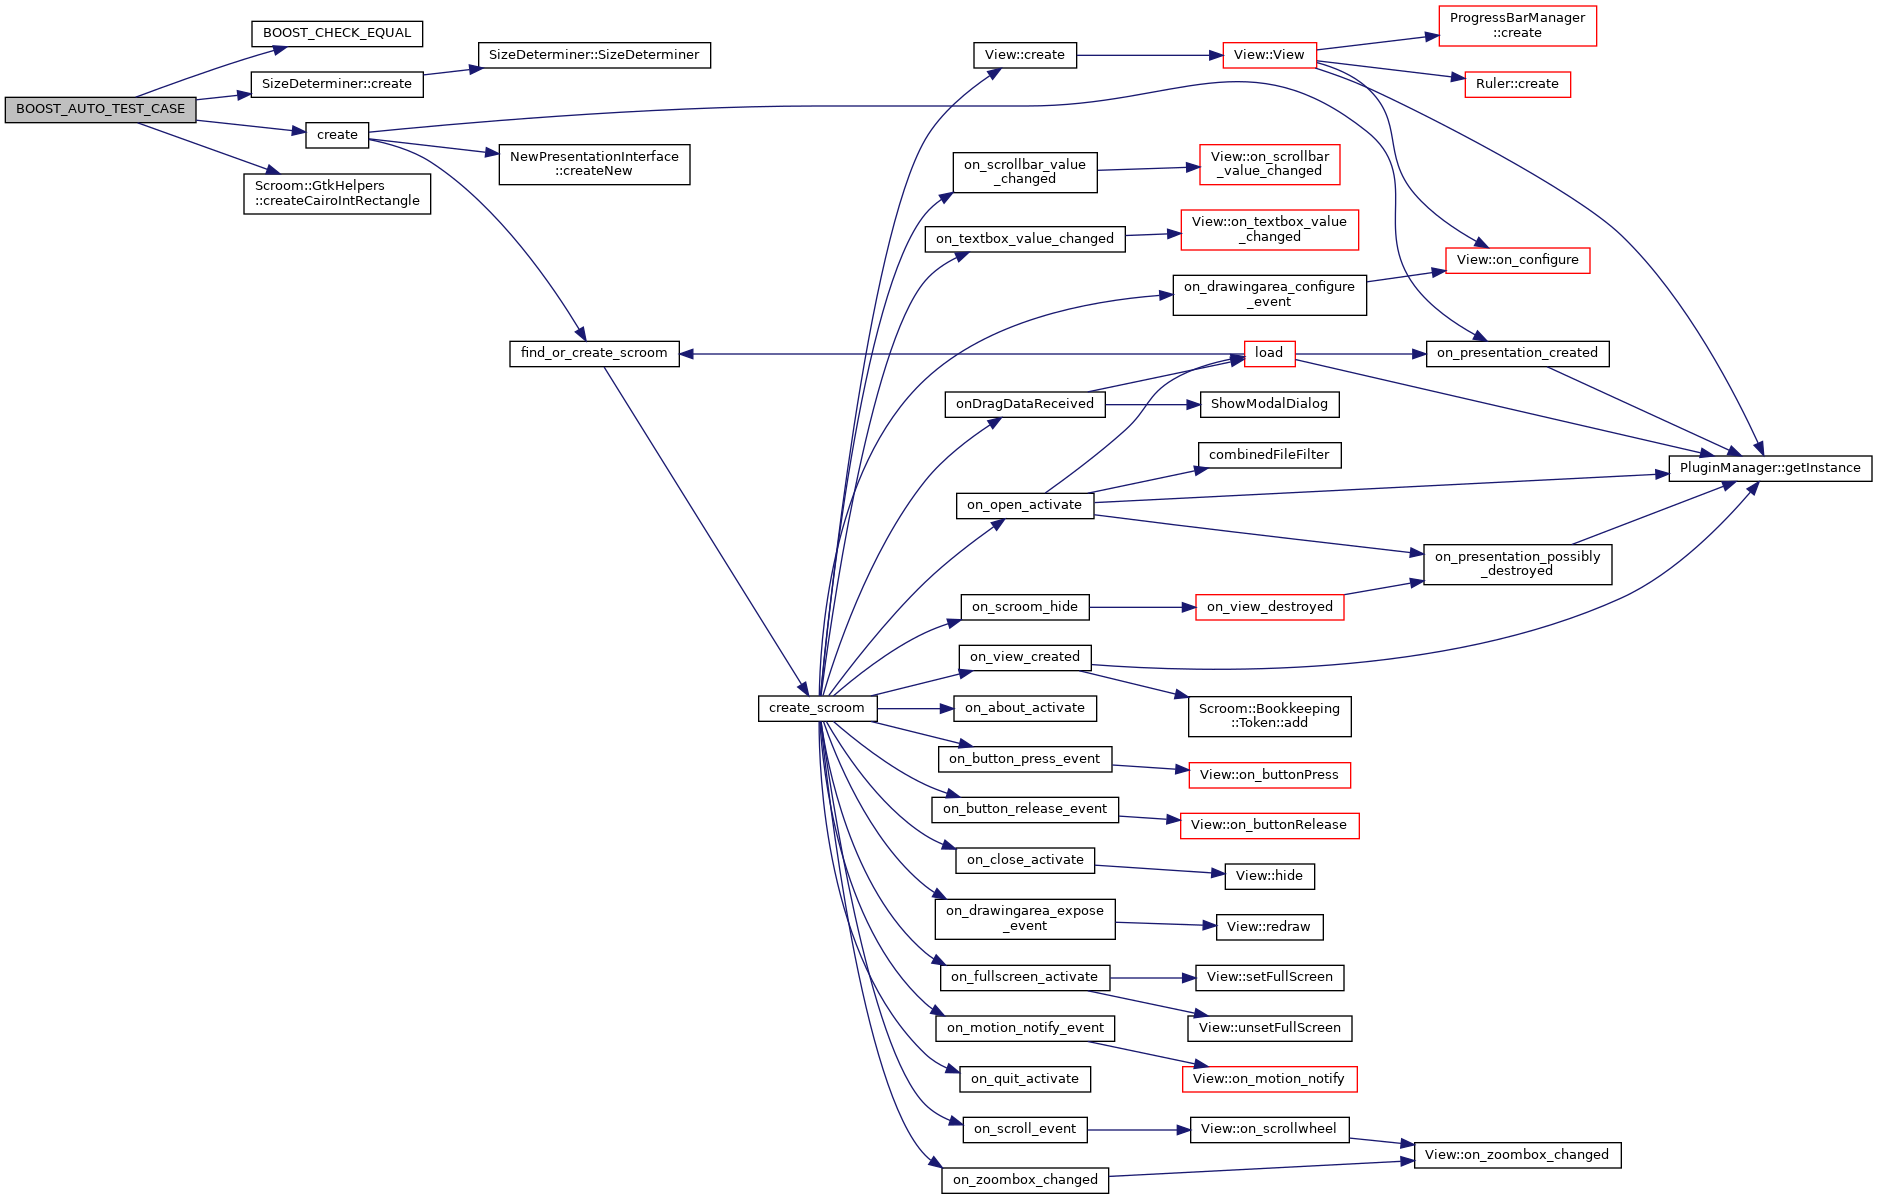 BOOST_AUTO_TEST_CASE
BOOST_CHECK_EQUAL
SizeDeterminer::create
SizeDeterminer::SizeDeterminer
create
Scroom::GtkHelpers
::createCairoIntRectangle
NewPresentationInterface
::createNew
find_or_create_scroom
create_scroom
View::create
on_scrollbar_value
_changed
on_textbox_value_changed
on_drawingarea_configure
_event
onDragDataReceived
on_open_activate
on_scroom_hide
on_view_created
on_about_activate
on_button_press_event
on_button_release_event
on_close_activate
on_drawingarea_expose
_event
on_fullscreen_activate
on_motion_notify_event
on_quit_activate
on_scroll_event
on_zoombox_changed
View::View
View::on_scrollbar
_value_changed
View::on_textbox_value
_changed
load
ShowModalDialog
combinedFileFilter
on_view_destroyed
Scroom::Bookkeeping
::Token::add
View::on_buttonPress
View::on_buttonRelease
View::hide
View::redraw
View::setFullScreen
View::unsetFullScreen
View::on_motion_notify
View::on_scrollwheel
ProgressBarManager
::create
Ruler::create
View::on_configure
on_presentation_created
on_presentation_possibly
_destroyed
View::on_zoombox_changed
PluginManager::getInstance